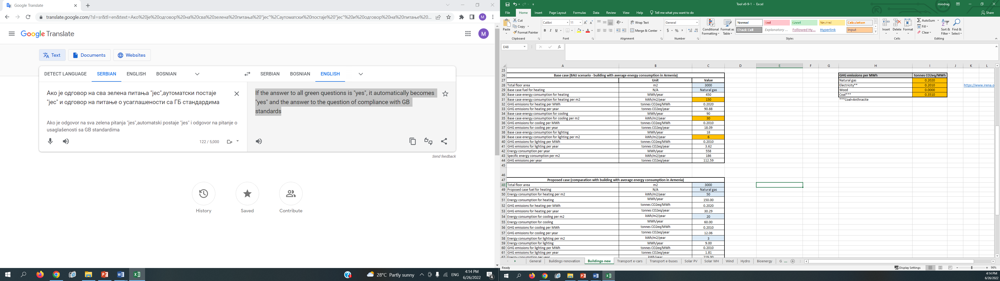 Google Translate
translate.google.com/?sl=sr&tl=en&text=Ако%20је%20одговор%20на%20сва%20зелена%20питања%20"јес"%2Cаутоматски%20постаје%20"јес"%20и%20одговор%20на%20питање%20...
M
Google Translate
M
Text
Documents
Websites
DETECT LANGUAGE SERBIAN ENGLISH BOSNIAN
SERBIAN BOSNIAN ENGLISH
Ако је одговор на сва зелена питања "јес",аутоматски постаје
"јес" и одговор на питање о усаглашености са ГБ стандардима
Ako je odgovor na sva zelena pitanja "jes",automatski postaje "jes" i odgovor na pitanje o
usaglašenosti sa GB standardima
122 / 5,000
If the answer to all green questions is "yes", it automatically becomes
"yes" and the answer to the question of compliance with GB
standards
Send feedback
History
Saved
Contribute
28°C Partly sunny
ENG
4:14 PM
6/26/2022
4
Tool v0-9-1 - Excel
miodrag
File Home Insert Page Layout Formulas Data Review View Help Tell me what you want to do
Share
Paste
Cut
Copy
Format Painter
Clipboard
Calibri 11
B I U
Font
Wrap Text
Merge & Center
Alignment
General
$ % ,
Number
Conditional
Formatting
Format as
Table
Normal Bad Good Neutral Calculation
Check Cell Explanatory ... Followed Hy... Hyperlink Input
Styles
Insert Delete Format
Cells
AutoSum
Fill
Clear
Sort &
Filter
Find &
Select
Editing
E48
fx
A B C D E F G H I J K L
25
26 Base case (BAU scenario - building with average energy consumption in Armenia)
27 Unit Value
28 Total floor area m2 3000
29 Base case fuel for heating N/A Natural gas
30 Base case energy consumption for heating MWh/year 450
31 Base case energy consumption for heating per m2 kWh/m2/year 150
32 GHG emissions for heating per MWh tonnes CO2eq/MWh 0.2020
33 GHG emissions for heating per year tonnes CO2eq/year 90.88
34 Base case energy consumption for cooling MWh/year 90
35 Base case energy consumption for cooling per m2 kWh/m2/year 30
36 GHG emissions for cooling per MWh tonnes CO2eq/MWh 0.2010
37 GHG emissions for cooling per year tonnes CO2eq/year 18.09
38 Base case energy consumption for lighting MWh/year 18
39 Base case energy consumption for lighting per m2 kWh/m2/year 6
40 GHG emissions for lighting per MWh tonnes CO2eq/MWh 0.2010
41 GHG emissions for lighting per year tonnes CO2eq/year 3.62
42 Energy consumption per year MWh/year 558
43 Specific energy consumption per m2 kWh/m2/year 186
44 GHG emissions per year tonnes CO2eq/year 112.59
45
46
47 Proposed case (comparation with building with average energy consumption in Armenia)
48 Total floor area m2 3000
49 Proposed case fuel for heating N/A Natural gas
50 Energy consumption for heating per m2 kWh/m2/year 50
51 Energy consumption for heating MWh/year 150.00
52 GHG emissions for heating per MWh tonnes CO2eq/MWh 0.2020
53 GHG emissions for heating per year tonnes CO2eq/year 30.29
54 Energy consumption for cooling per m2 kWh/m2/year 20
55 Energy consumption for cooling MWh/year 60.00
56 GHG emissions for cooling per MWh tonnes CO2eq/MWh 0.2010
57 GHG emissions for cooling per year tonnes CO2eq/year 12.06
58 Energy consumption for lighting per m2 kWh/m2/year 3
59 Energy consumption for lighting MWh/year 9.00
60 GHG emissions for lighting per MWh tonnes CO2eq/MWh 0.2010
61 GHG emissions for lighting per year tonnes CO2eq/year 1.81
62 Energy consumption per year kWh/year 219.00
GHG emissions per MWh tonnes CO2eq/MWh
Natural gas 0.2020
Electricity** 0.2010
Wood 0.0000
Coal*** 0.3510
***Coal=Anthracite
https://www.irena.o
General Buildings-renovation Buildings-new Transport e-cars Transport e-buses Solar PV Solar WH Wind Hydro Bioenergy G ...
Ready
Display Settings
96%
4:14 PM
6/26/2022